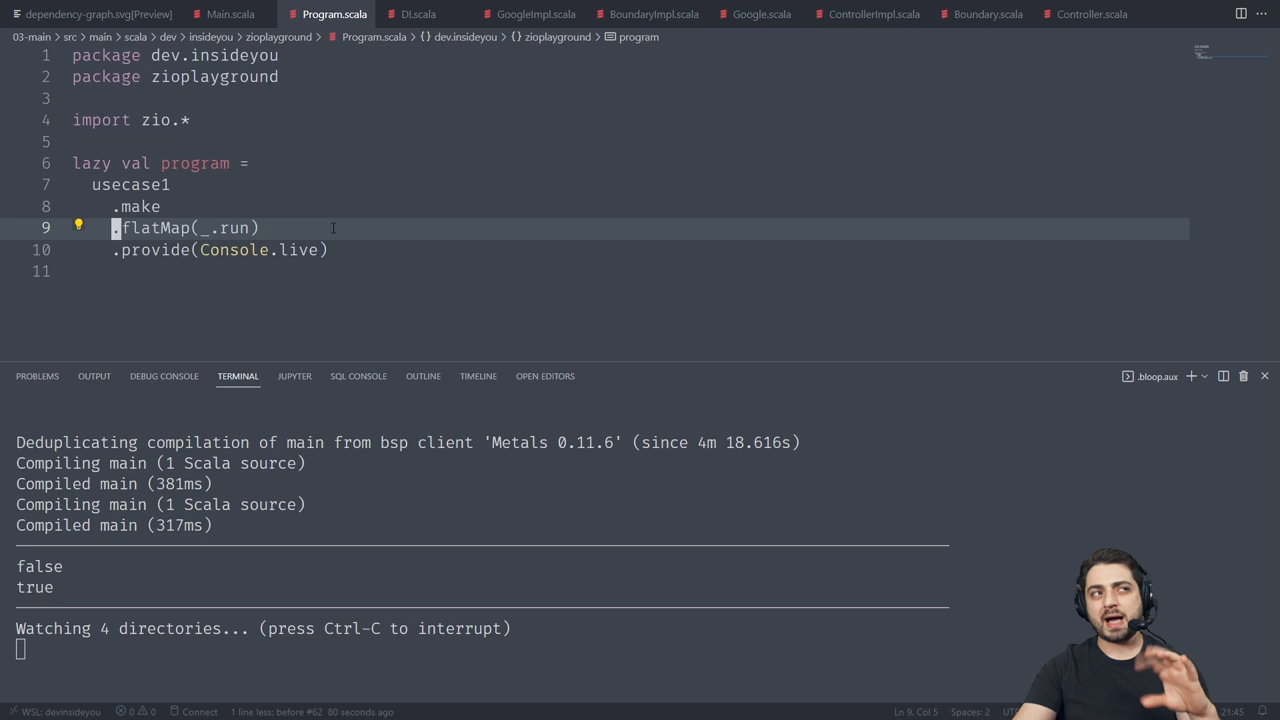 dependency-graph.svg[Preview]
Main.scala
Program.scala
DI.scala
GoogleImpl.scala
BoundaryImpl.scala
Google.scala
ControllerImpl.scala
Boundary.scala
Controller.scala
03-main > src > main > scala > dev > insideyou > zioplayground > Program.scala > {} dev.insideyou > {} zioplayground > program
1 package dev.insideyou
2 package zioplayground
3
4 import zio.*
5
6 lazy val program =
7 usecase1
8 .make
9 .flatMap(_.run)
10 .provide(Console.live)
11
PROBLEMS OUTPUT DEBUG CONSOLE TERMINAL JUPYTER SQL CONSOLE OUTLINE TIMELINE OPEN EDITORS
.bloop.aux
Deduplicating compilation of main from bsp client 'Metals 0.11.6' (since 4m 18.616s)
Compiling main (1 Scala source)
Compiled main (381ms)
Compiling main (1 Scala source)
Compiled main (317ms)
false
true
Watching 4 directories... (press Ctrl-C to interrupt)
WSL: devinsideyou 0 0 Connect 1 line less: before #62 80 seconds ago Ln 9, Col 5 Spaces: 2 21:45